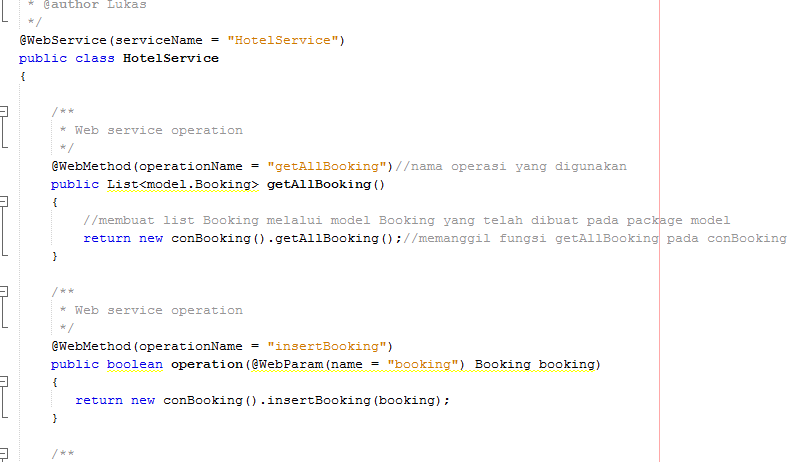 * @author Lukas
*/
@WebService(serviceName = "HotelService")
public class HotelService
{
/**
* Web service operation
*/
@WebMethod(operationName = "getAllBooking")//nama operasi yang digunakan
public List<model.Booking> getAllBooking()
{
//membuat list Booking melalui model Booking yang telah dibuat pada package model
return new conBooking().getAllBooking();//memanggil fungsi getAllBooking pada conBooking
}
/**
* Web service operation
*/
@WebMethod(operationName = "insertBooking")
public boolean operation(@WebParam(name = "booking") Booking booking)
{
return new conBooking().insertBooking(booking);
}
/**